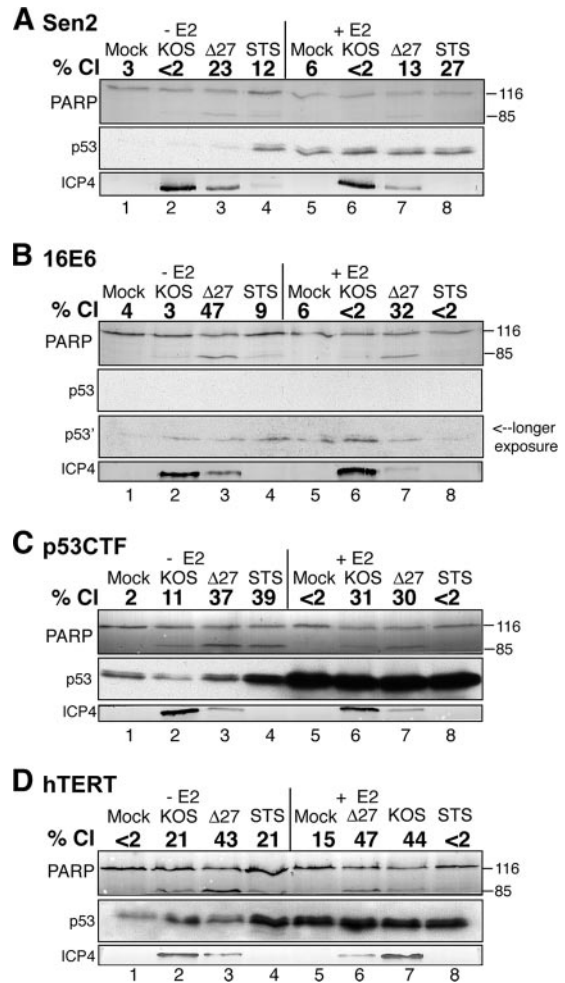 A Sen2
- E2 + E2
Mock KOS Δ27 STS Mock KOS Δ27 STS
% CI 3 <2 23 12 6 <2 13 27
PARP –116
–85
p53
ICP4
1 2 3 4 5 6 7 8
B 16E6
- E2 + E2
Mock KOS Δ27 STS Mock KOS Δ27 STS
% CI 4 3 47 9 6 <2 32 <2
PARP –116
–85
p53
p53' <--longer
exposure
ICP4
1 2 3 4 5 6 7 8
C p53CTF
- E2 + E2
Mock KOS Δ27 STS Mock KOS Δ27 STS
% CI 2 11 37 39 <2 31 30 <2
PARP –116
–85
p53
ICP4
1 2 3 4 5 6 7 8
D hTERT
- E2 + E2
Mock KOS Δ27 STS Mock Δ27 KOS STS
% CI <2 21 43 21 15 47 44 <2
PARP –116
–85
p53
ICP4
1 2 3 4 5 6 7 8